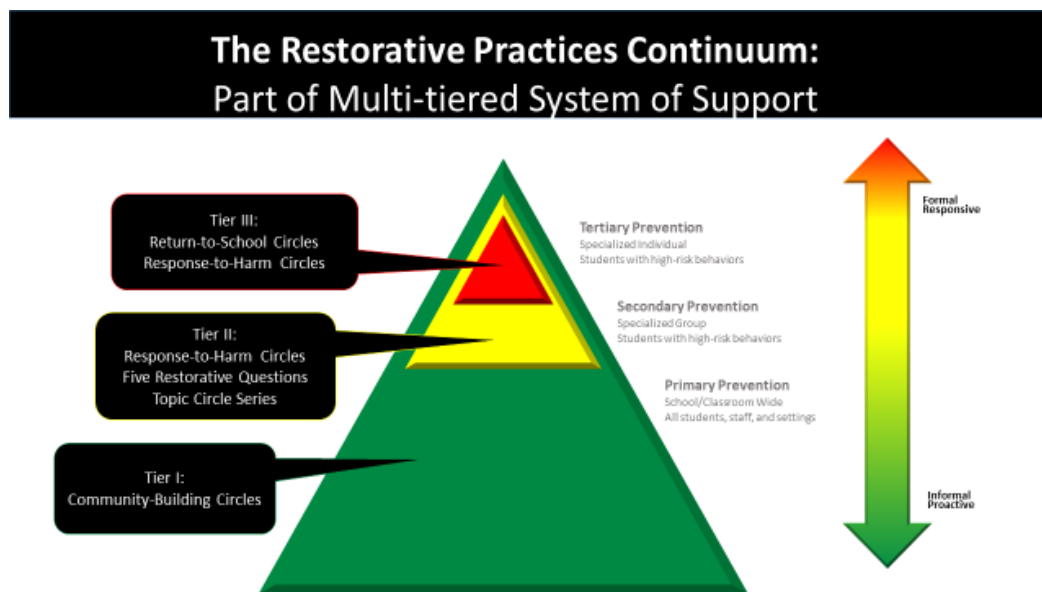 The Restorative Practices Continuum:
Part of Multi-tiered System of Support
Tier III:
Return-to-School Circles
Response-to-Harm Circles
Tier II:
Response-to-Harm Circles
Five Restorative Questions
Topic Circle Series
Tier I:
Community-Building Circles
Tertiary Prevention
Specialized Individual
Students with high-risk behaviors
Secondary Prevention
Specialized Group
Students with high-risk behaviors
Primary Prevention
School/Classroom Wide
All students, staff, and settings
Formal
Responsive
Informal
Proactive